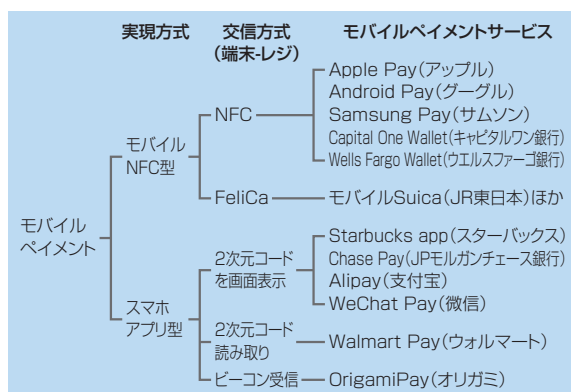 実現方式 交信方式 モバイルペイメントサービス
(端末-レジ)
Apple Pay(アップル)
Android Pay(グーグル)
NFC Samsung Pay(サムソン)
Capital One Wallet(キャピタルワン銀行)
モバイル Wells Fargo Wallet(ウエルスファーゴ銀行)
NFC型
FeliCa モバイルSuica(JR東日本)ほか
モバイル
ペイメント
Starbucks app(スターバックス)
2次元コード Chase Pay(JPモルガンチェース銀行)
を画面表示 Alipay(支付宝)
スマホ WeChat Pay(微信)
アプリ型
2次元コード Walmart Pay(ウォルマート)
読み取り
ビーコン受信 OrigamiPay(オリガミ)